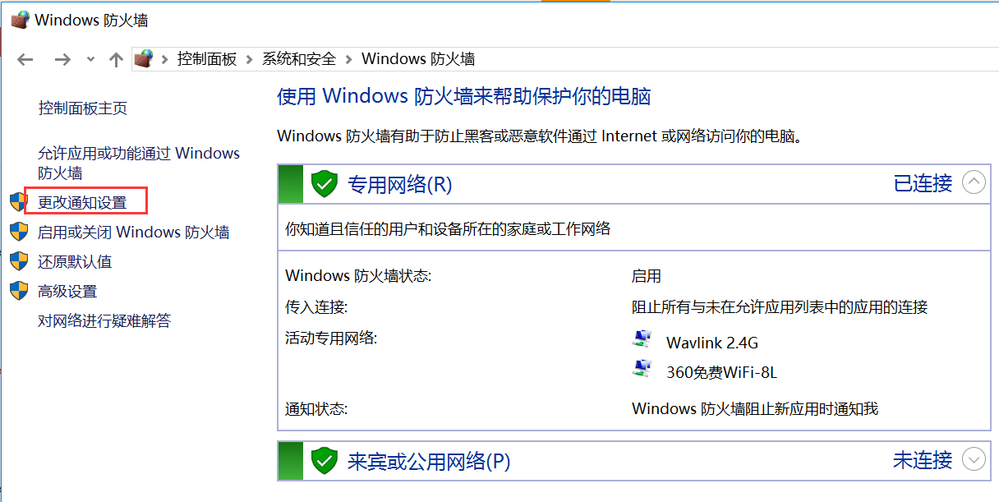 Windows 防火墙
控制面板 › 系统和安全 › Windows 防火墙
控制面板主页
允许应用或功能通过 Windows
防火墙
更改通知设置
启用或关闭 Windows 防火墙
还原默认值
高级设置
对网络进行疑难解答
使用 Windows 防火墙来帮助保护你的电脑
Windows 防火墙有助于防止黑客或恶意软件通过 Internet 或网络访问你的电脑。
专用网络(R) 已连接
你知道且信任的用户和设备所在的家庭或工作网络
Windows 防火墙状态: 启用
传入连接: 阻止所有与未在允许应用列表中的应用的连接
活动专用网络: Wavlink 2.4G
360免费WiFi-8L
通知状态: Windows 防火墙阻止新应用时通知我
来宾或公用网络(P) 未连接